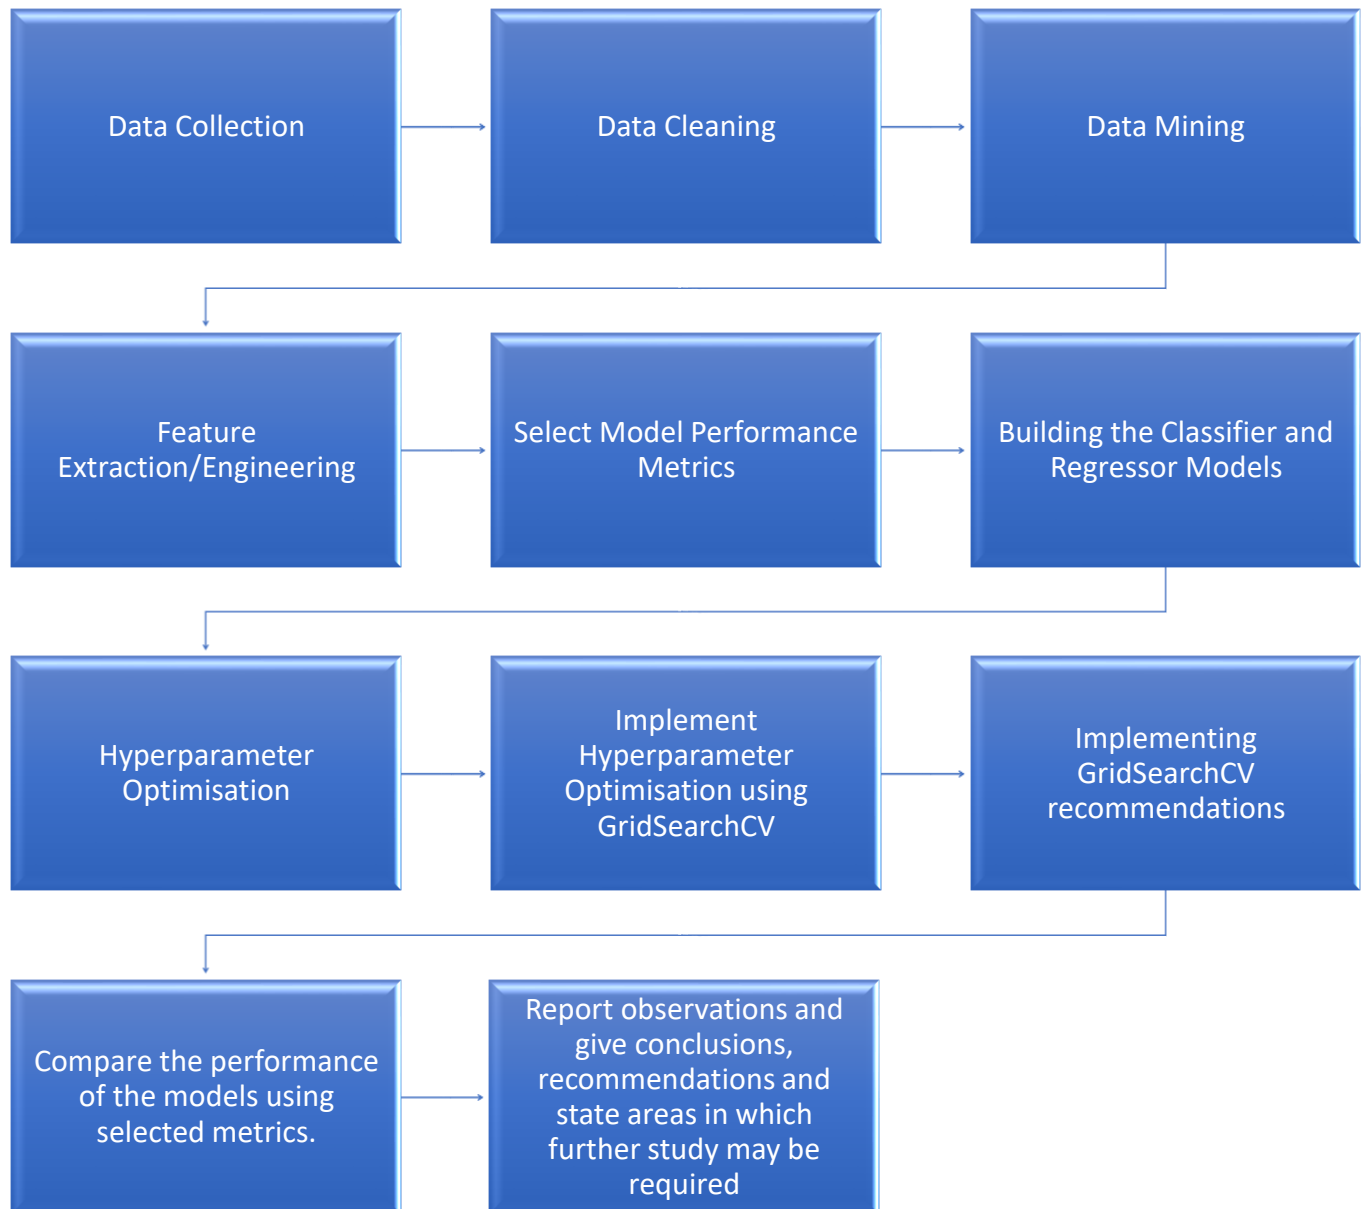 Data Collection
Data Cleaning
Data Mining
Feature
Extraction/Engineering
Select Model Performance
Metrics
Building the Classifier and
Regressor Models
Hyperparameter
Optimisation
Implement
Hyperparameter
Optimisation using
GridSearchCV
Implementing
GridSearchCV
recommendations
Compare the performance
of the models using
selected metrics.
Report observations and
give conclusions,
recommendations and
state areas in which
further study may be
required